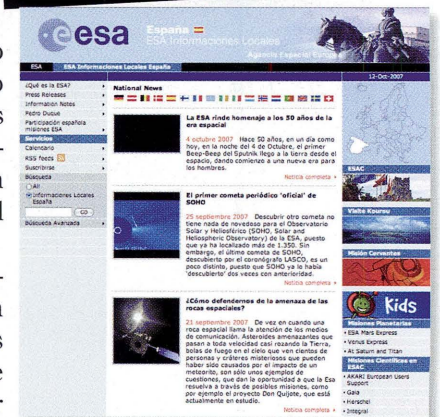 esa
España
ESA Informaciones Locales
Agencia Espacial Europea
ESA
ESA Informaciones Locales España
12-Oct-2007
¿Qué es la ESA?
Press Releases
Information Notes
Pedro Duque
Participación española
misiones ESA
Servicios
Calendario
RSS feeds
Suscribirse
Búsqueda
All
Informaciones Locales
España
GO
Búsqueda Avanzada
National News
La ESA rinde homenaje a los 50 años de la
era espacial
4 octubre 2007 Hace 50 años, en un día como
hoy, en la noche del 4 de Octubre, el primer
Beep-Beep del Sputnik llego a la tierra desde el
espacio, dando comienzo a una nueva era para
los hombres.
Noticia completa
El primer cometa periódico 'oficial' de
SOHO
25 septiembre 2007 Descubrir otro cometa no
tiene nada de novedoso para el Observatorio
Solar y Heliosférico (SOHO, Solar and
Heliospheric Observatory) de la ESA, puesto
que ya ha localizado más de 1.350. Sin
embargo, el último cometa de SOHO,
descubierto por el coronógrafo LASCO, es un
poco distinto, puesto que SOHO ya le había
'descubierto' dos veces con anterioridad.
Noticia completa
¿Cómo defendernos de la amenaza de las
rocas espaciales?
21 septiembre 2007 De vez en cuando una
roca espacial llama la atención de los medios
de comunicación. Asteroides amenazantes que
pasan a toda velocidad casi rozando la Tierra,
bolas de fuego en el cielo que ven cientos de
personas y cráteres misteriosos que pueden
haber sido causados por el impacto de un
meteorito, son sólo unos ejemplos de
cuestiones, que dan la oportunidad a que la Esa
resuelva a través de posibles misiones, como
por ejemplo el proyecto Don Quijote, que está
actualmente en estudio.
Noticia completa
ESAC
Visite Kourou
Misión Cervantes
Kids
Misiones Planetarias
ESA Mars Express
Venus Express
At Saturn and Titan
Misiones Científicas en
ESAC
AKARI European Users
Support
Gaia
Herschel
Integral